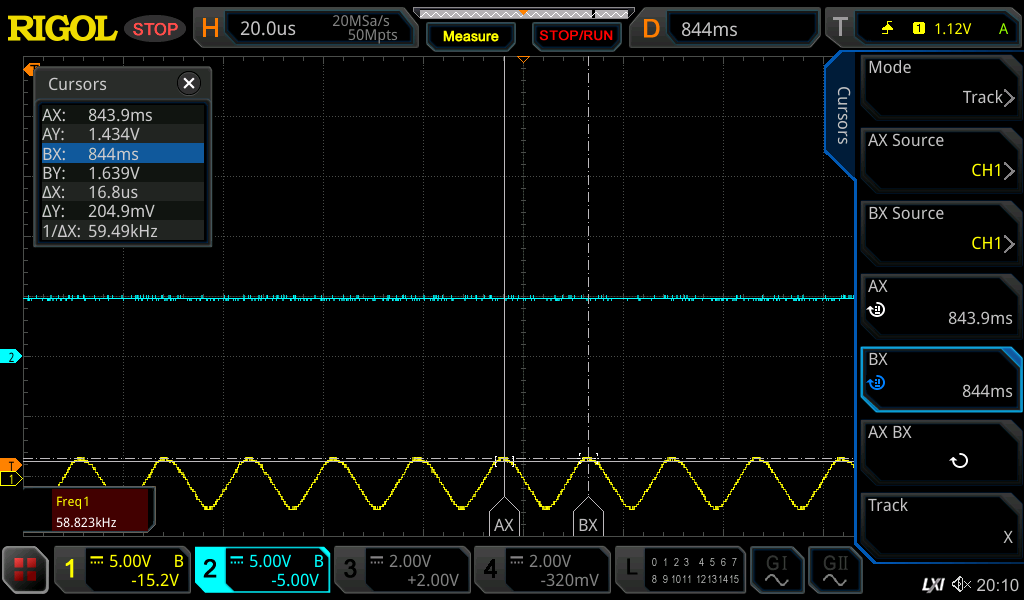 RIGOL STOP H 20.0us 20MSa/s 50Mpts Measure STOP/RUN D 844ms T 1 1.12V A
T
Cursors
AX: 843.9ms
AY: 1.434V
BX: 844ms
BY: 1.639V
ΔX: 16.8us
ΔY: 204.9mV
1/ΔX: 59.49kHz
Cursors
Mode
Track
AX Source
CH1
BX Source
CH1
AX
843.9ms
BX
844ms
AX BX
Track
X
2
T
1
Freq1
58.823kHz
AX
BX
1 5.00V B
-15.2V
2 5.00V B
-5.00V
3 2.00V
+2.00V
4 2.00V
-320mV
L 0 1 2 3 4 5 6 7
8 9 10 11 12 13 14 15
GI
GII
LXI 20:10